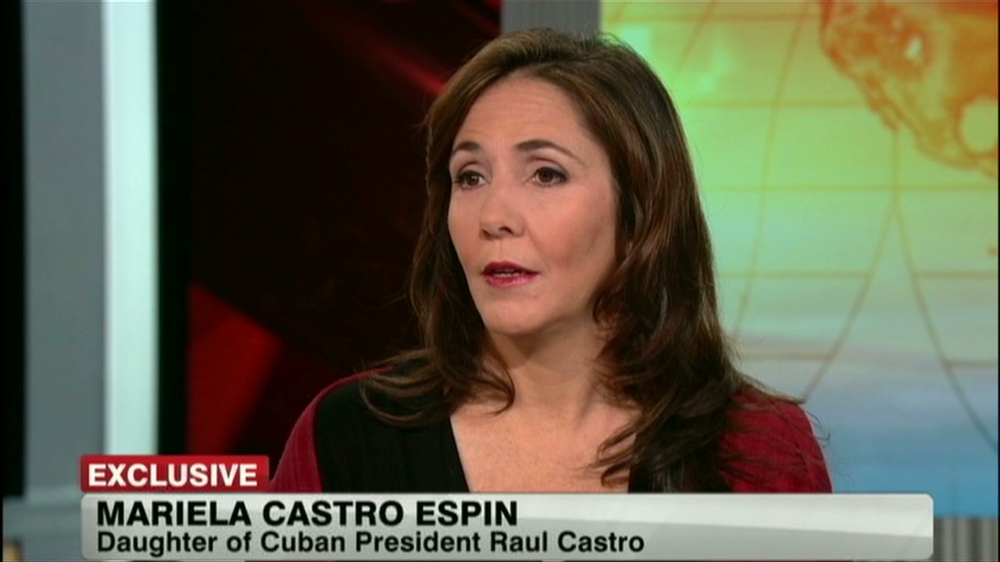 EXCLUSIVE
MARIELA CASTRO ESPIN
Daughter of Cuban President Raul Castro